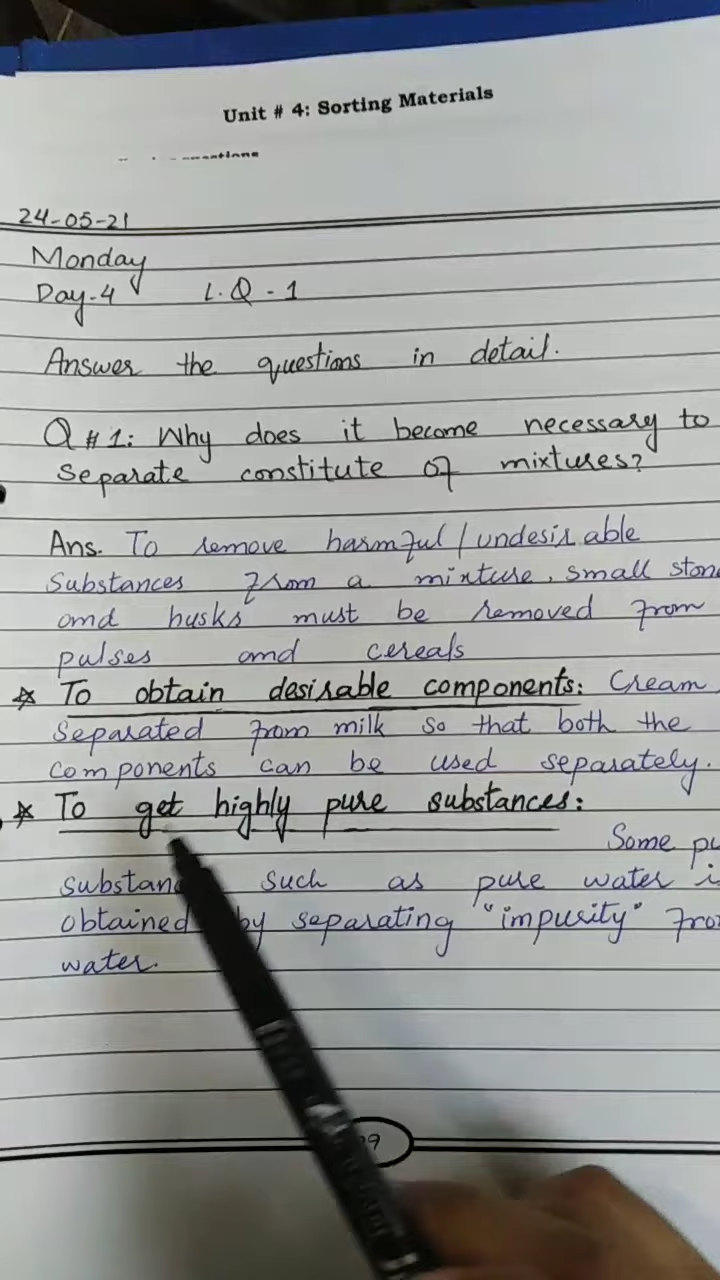 Unit # 4: Sorting Materials
24-05-21
Monday
Day-4 L.Q - 1
Answer the questions in detail.
Q # 1: Why does it become necessary to
separate constitute of mixtures?
Ans. To remove harmful/undesirable
Substances from a mixture. small
and husks must be removed from
pulses and cereals
☆ To obtain desirable components: Cream
Separated from milk so that both the
components can be used separately.
☆ To get highly pure substances:
Some
such as pure water
obtained by separating "impurity"
water.